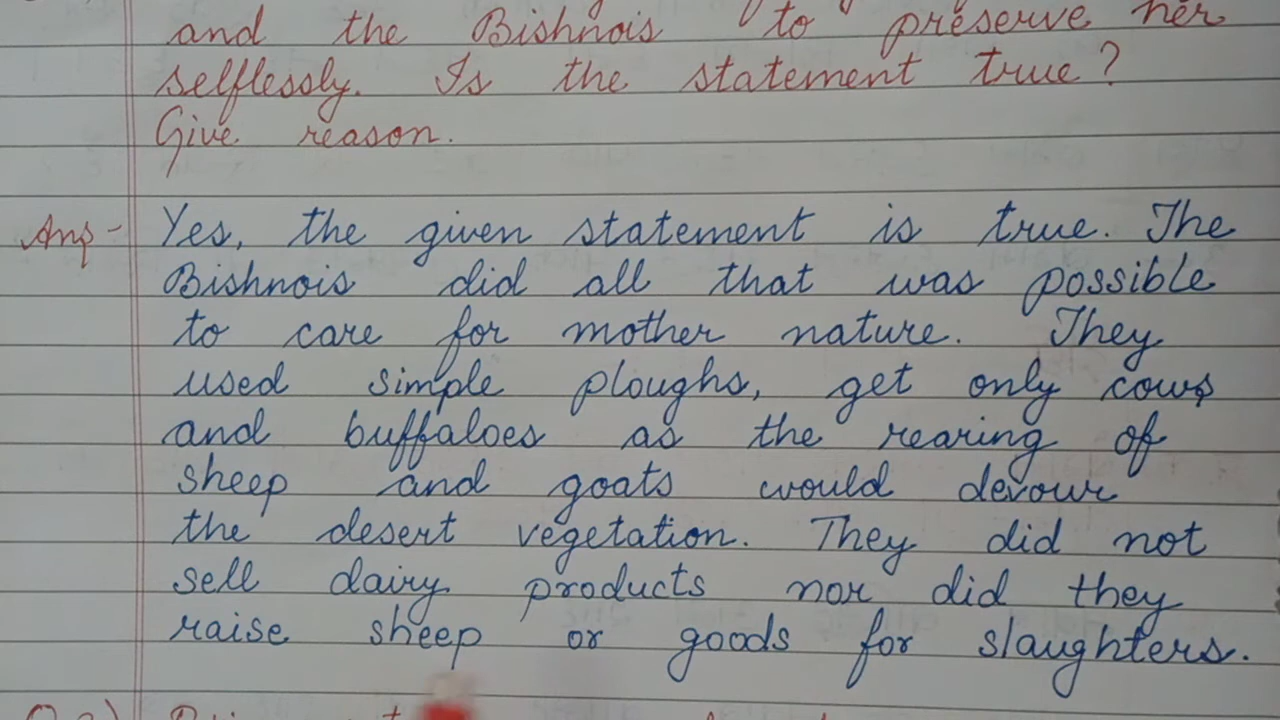 and the Bishnois to preserve her
selflessly. Is the statement true?
Give reason.
Ans- Yes, the given statement is true. The
Bishnois did all that was possible
to care for mother nature. They
used simple ploughs, get only cows
and buffaloes as the rearing of
sheep and goats would devour
the desert vegetation. They did not
sell dairy products nor did they
raise sheep or goods for slaughters.